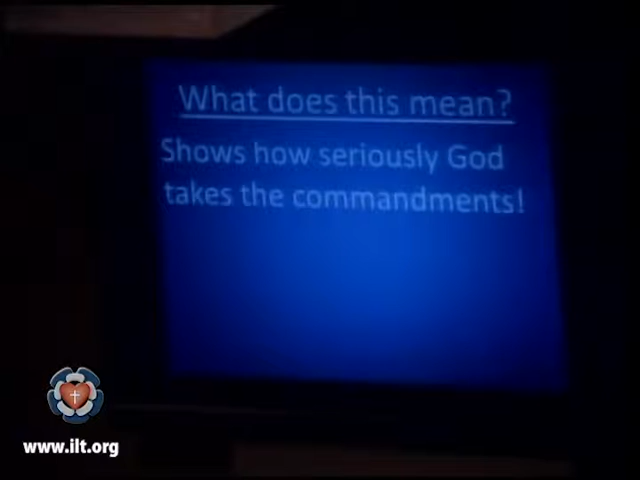 What does this mean?
Shows how seriously God
takes the commandments!
www.ilt.org